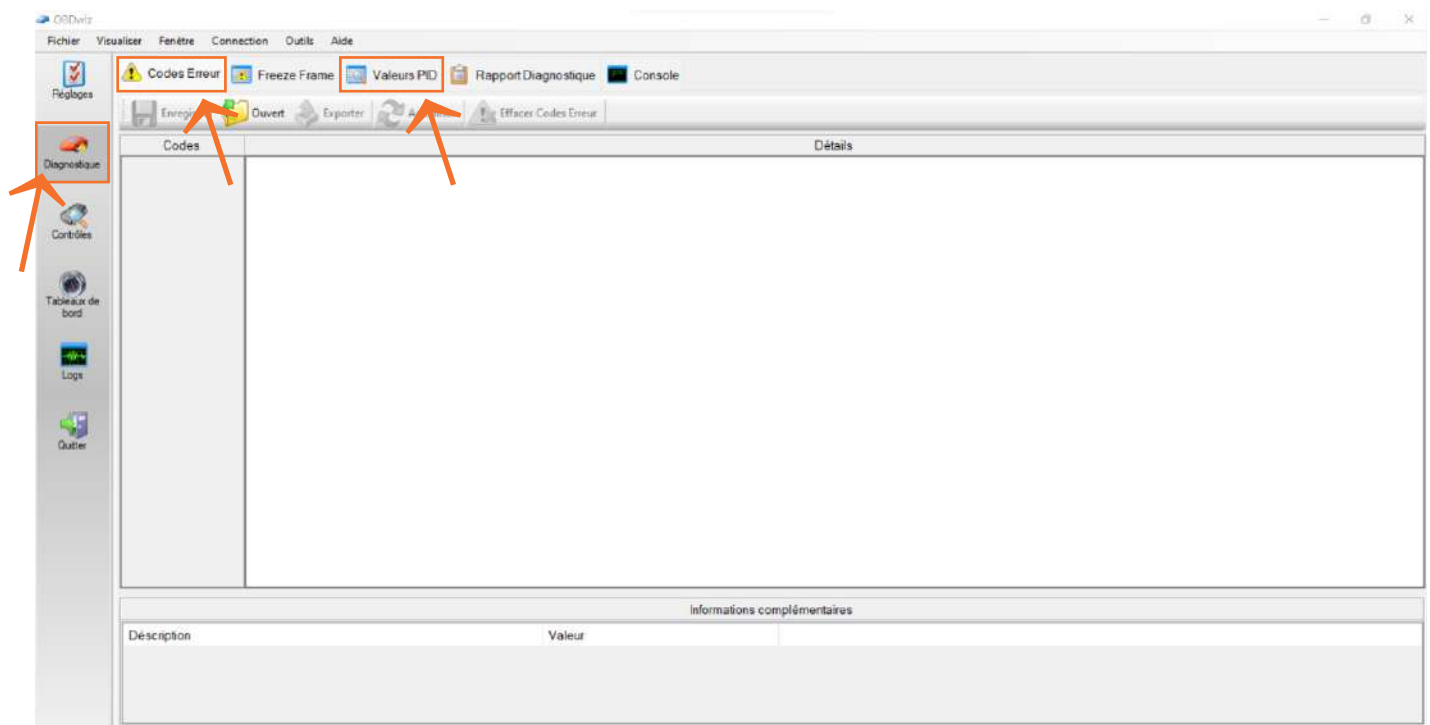 OBDwiz
Fichier Visualiser Fenêtre Connection Outils Aide
Réglages
Codes Erreur Freeze Frame Valeurs PID Rapport Diagnostique Console
Ouvert Exporter Effacer Codes Erreur
Diagnostique
Codes Détails
Contrôles
Tableaux de
bord
Logs
Quitter
Informations complémentaires
Déscription Valeur